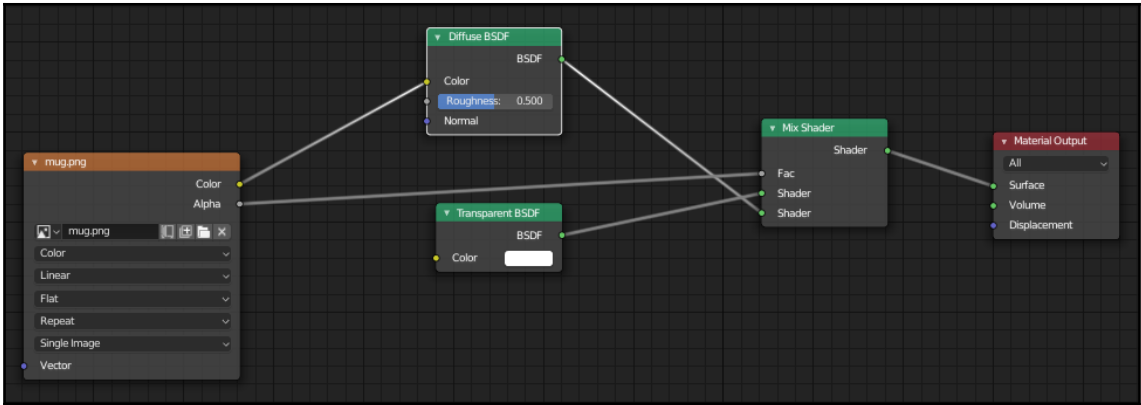 mug.png
Color
Alpha
mug.png
Color
Linear
Flat
Repeat
Single Image
Vector
Diffuse BSDF
BSDF
Color
Roughness: 0.500
Normal
Transparent BSDF
BSDF
Color
Mix Shader
Shader
Fac
Shader
Shader
Material Output
All
Surface
Volume
Displacement